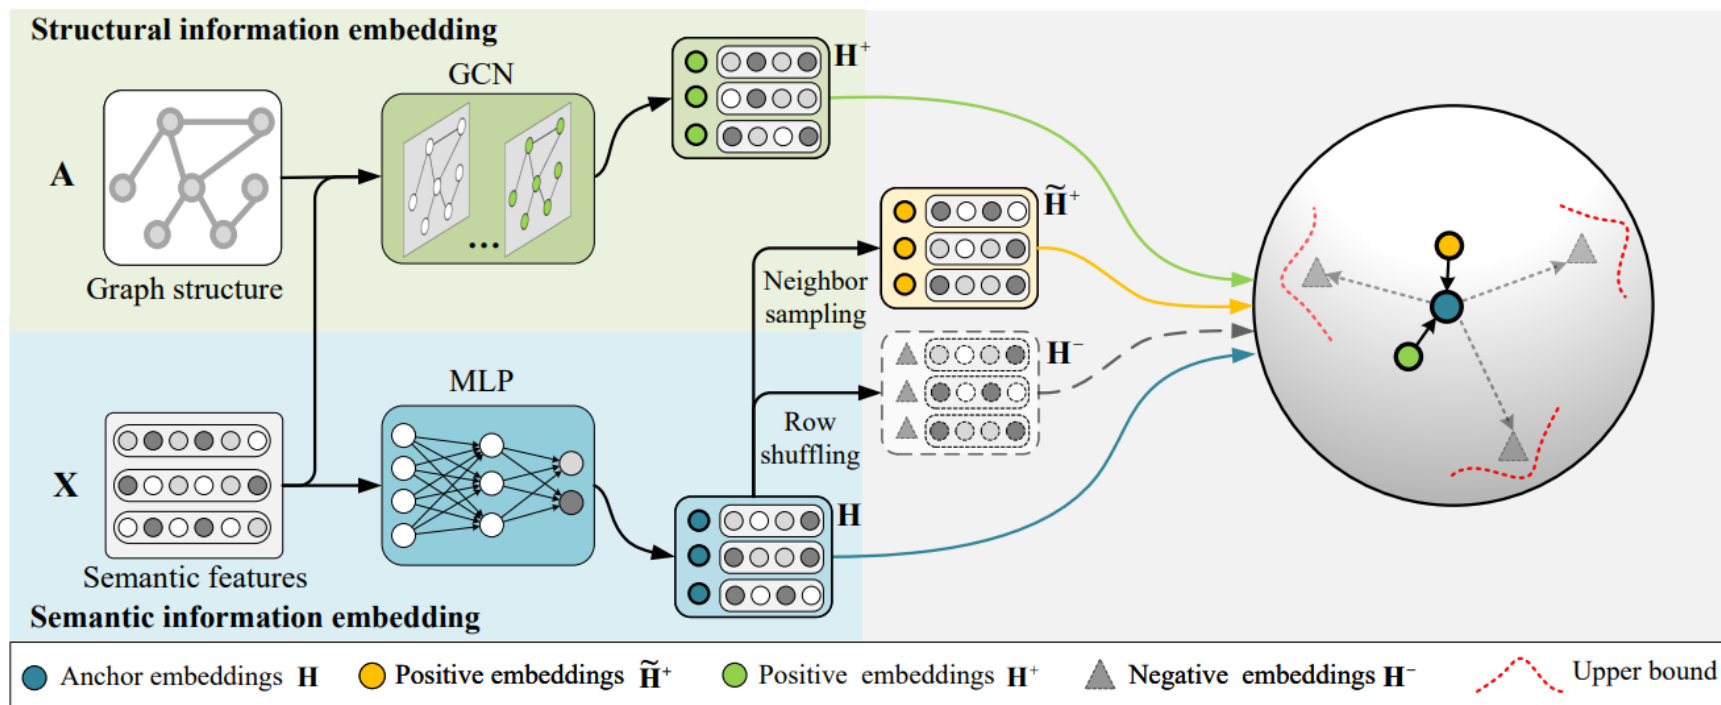 Structural information embedding
GCN
H+
A
Graph structure
H̃+
Neighbor
sampling
H−
MLP
Row
shuffling
X
H
Semantic features
Semantic information embedding
Anchor embeddings H
Positive embeddings H̃+
Positive embeddings H+
Negative embeddings H−
Upper bound
...